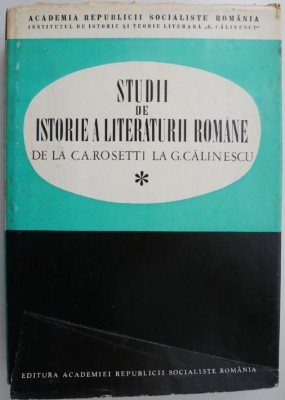 ACADEMIA REPUBLICII SOCIALISTE ROMÂNIA
INSTITUTUL DE ISTORIE ȘI TEORIE LITERARĂ „G. CĂLINESCU"
STUDII
DE
ISTORIE A LITERATURII ROMÂNE
DE LA C.A.ROSETTI LA G.CĂLINESCU
*
EDITURA ACADEMIEI REPUBLICII SOCIALISTE ROMÂNIA